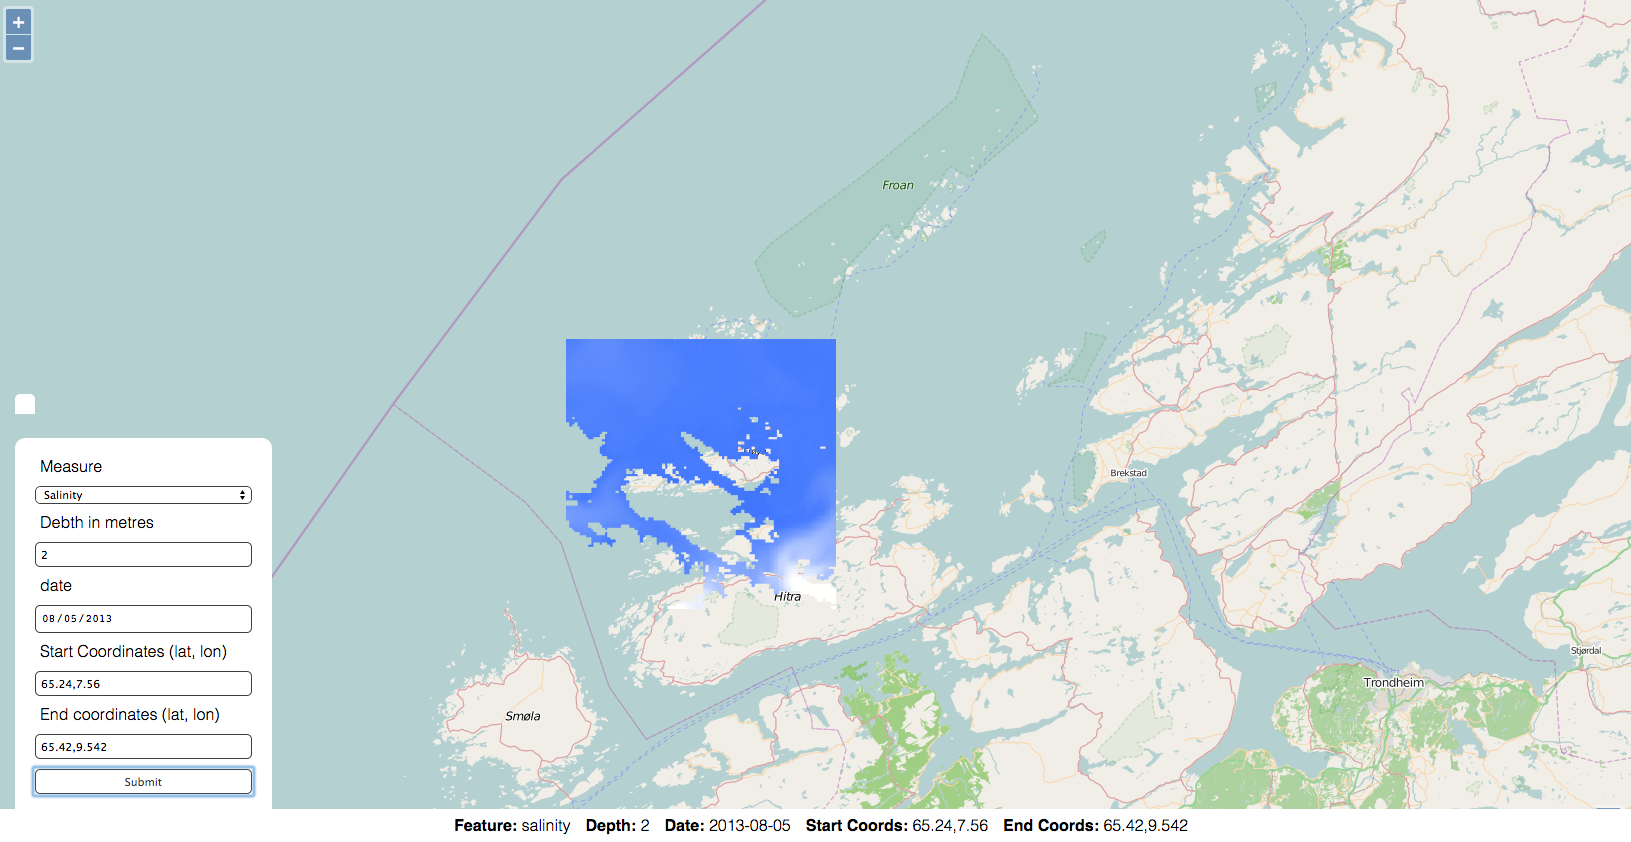 +
−
Froan
Brekstad
Hitra
Stjørdal
Trondheim
Smøla
Measure
Salinity
Debth in metres
2
date
08/05/2013
Start Coordinates (lat, lon)
65.24,7.56
End coordinates (lat, lon)
65.42,9.542
Submit
Feature: salinity Depth: 2 Date: 2013-08-05 Start Coords: 65.24,7.56 End Coords: 65.42,9.542